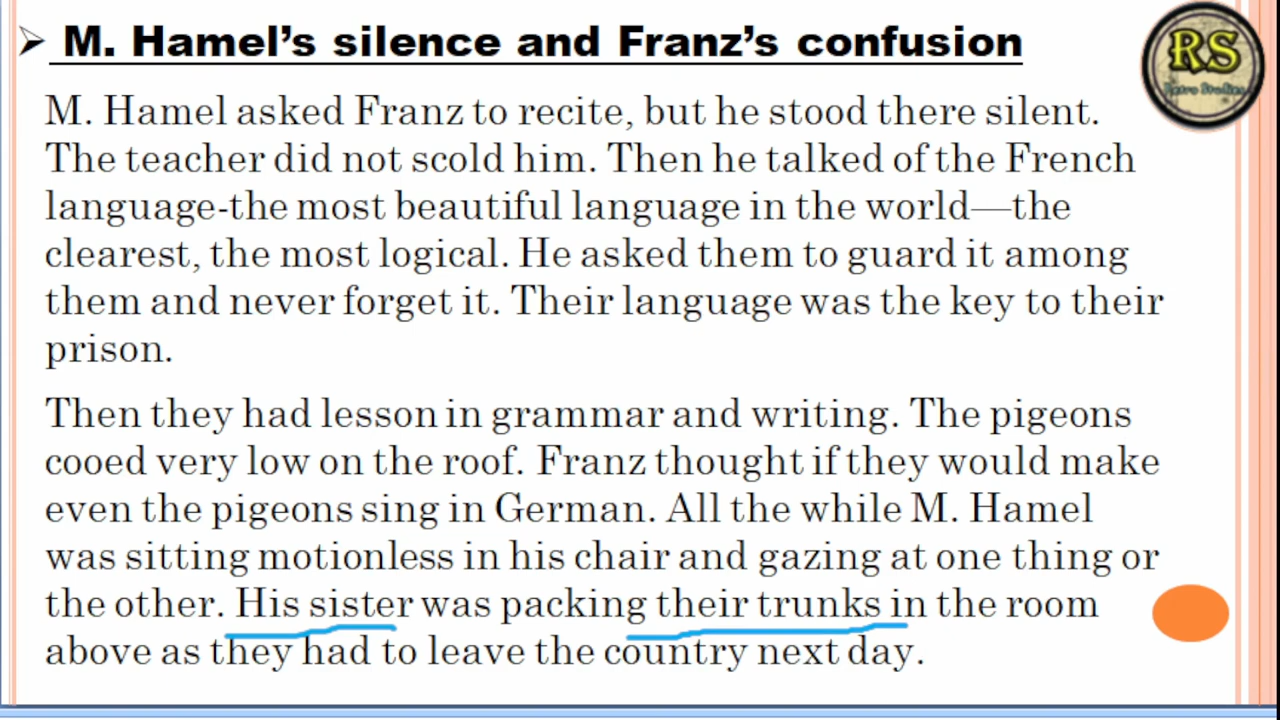 ➢ M. Hamel’s silence and Franz’s confusion
RS
Retro Studies
M. Hamel asked Franz to recite, but he stood there silent.
The teacher did not scold him. Then he talked of the French
language-the most beautiful language in the world—the
clearest, the most logical. He asked them to guard it among
them and never forget it. Their language was the key to their
prison.
Then they had lesson in grammar and writing. The pigeons
cooed very low on the roof. Franz thought if they would make
even the pigeons sing in German. All the while M. Hamel
was sitting motionless in his chair and gazing at one thing or
the other. His sister was packing their trunks in the room
above as they had to leave the country next day.